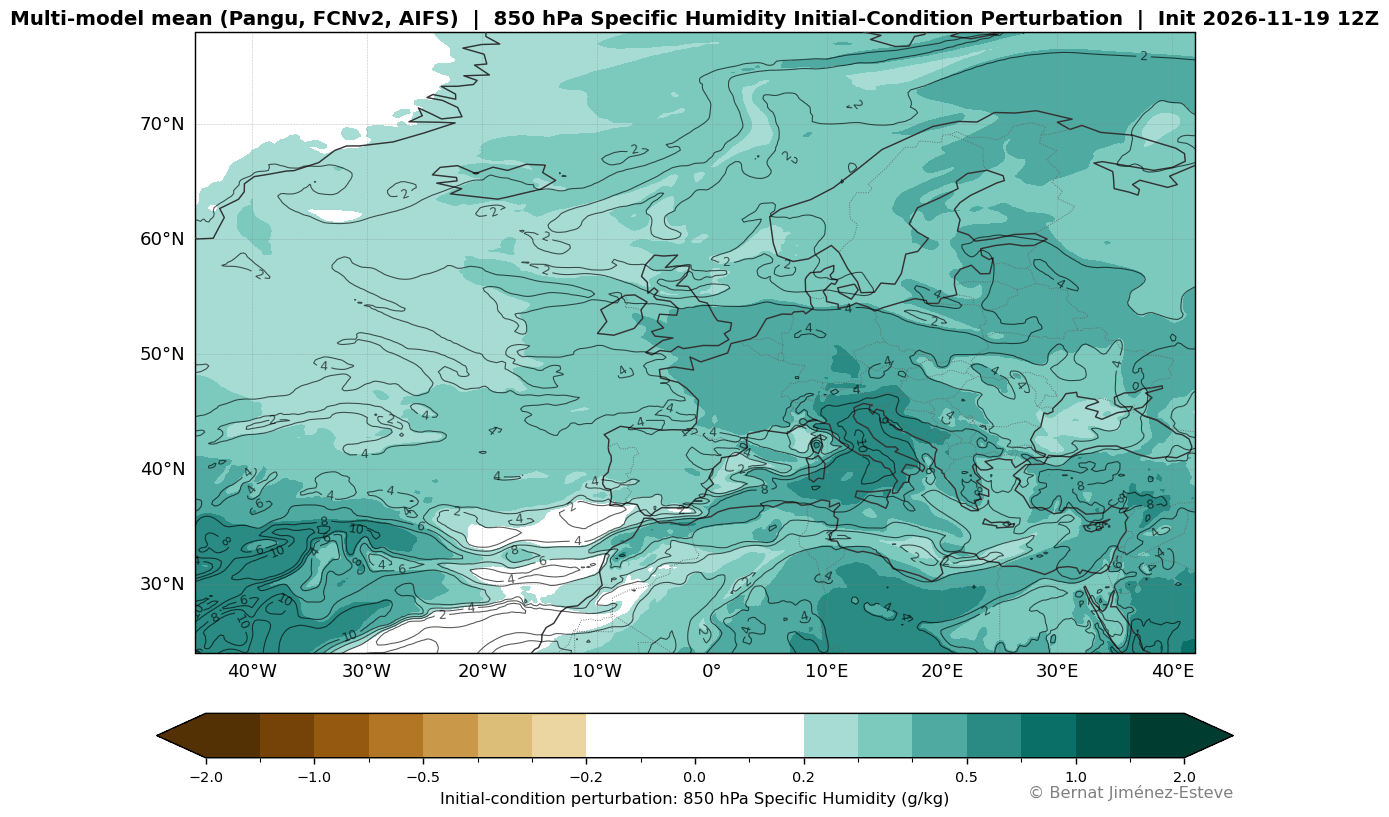 Multi-model mean (Pangu, FCNv2, AIFS) | 850 hPa Specific Humidity Initial-Condition Perturbation | Init 2026-11-19 12Z
70°N
60°N
50°N
40°N
30°N
40°W 30°W 20°W 10°W 0° 10°E 20°E 30°E 40°E
−2.0 −1.0 −0.5 −0.2 0.0 0.2 0.5 1.0 2.0
Initial-condition perturbation: 850 hPa Specific Humidity (g/kg)
© Bernat Jiménez-Esteve